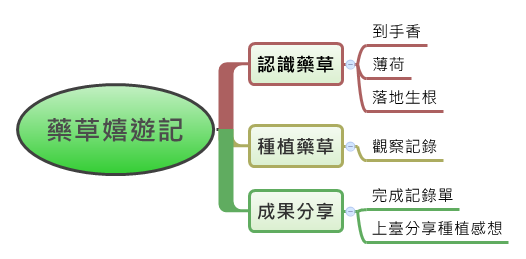 藥草嬉遊記
認識藥草
到手香
薄荷
落地生根
種植藥草
觀察記錄
成果分享
完成記錄單
上臺分享種植感想